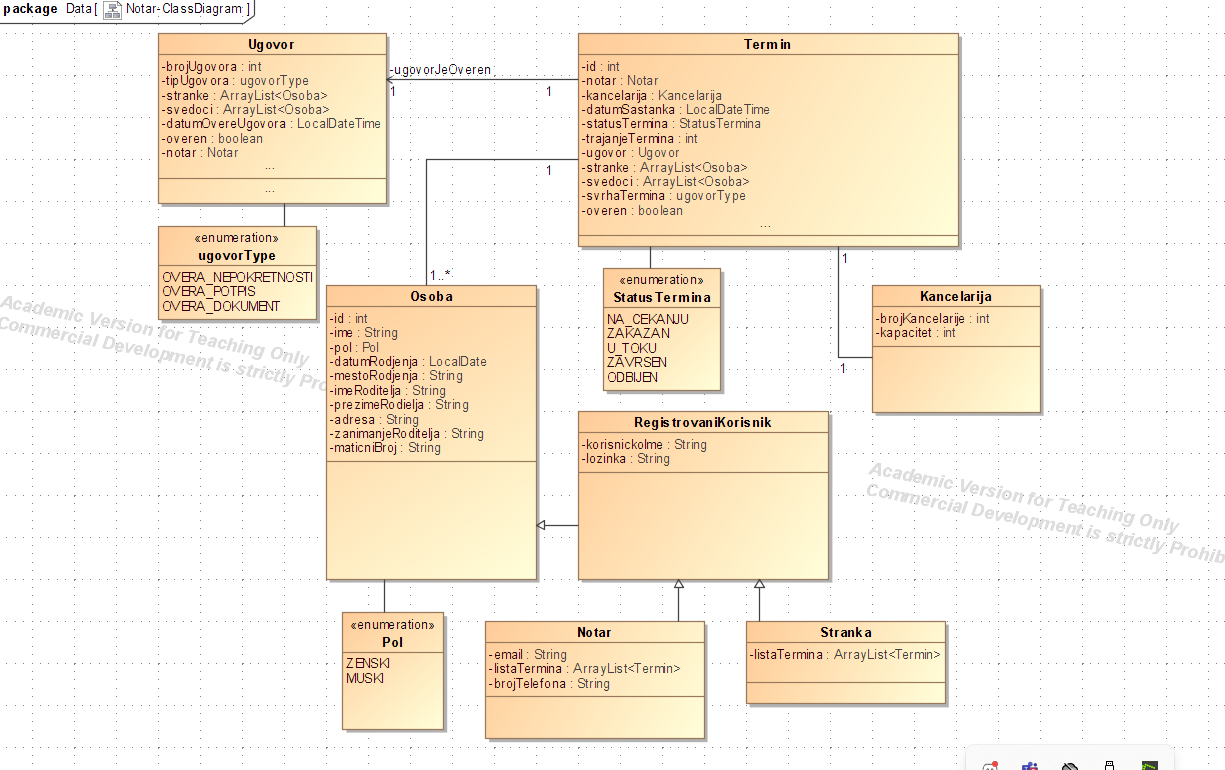 package Data [ Notar-ClassDiagram ]
Ugovor
-brojUgovora : int
-tipUgovora : ugovorType
-stranke : ArrayList<Osoba>
-svedoci : ArrayList<Osoba>
-datumOvereUgovora : LocalDateTime
-overen : boolean
-notar : Notar
...
...
-ugovorJeOveren
1
1
1
1..*
Termin
-id : int
-notar : Notar
-kancelarija : Kancelarija
-datumSastanka : LocalDateTime
-statusTermina : StatusTermina
-trajanjeTermina : int
-ugovor : Ugovor
-stranke : ArrayList<Osoba>
-svedoci : ArrayList<Osoba>
-svrhaTermina : ugovorType
-overen : boolean
...
«enumeration»
ugovorType
OVERA_NEPOKRETNOSTI
OVERA_POTPIS
OVERA_DOKUMENT
Osoba
-id : int
-ime : String
-pol : Pol
-datumRodjenja : LocalDate
-mestoRodjenja : String
-imeRoditelja : String
-prezimeRodielja : String
-adresa : String
-zanimanjeRoditelja : String
-maticniBroj : String
«enumeration»
StatusTermina
NA_CEKANJU
ZAKAZAN
U_TOKU
ZAVRSEN
ODBIJEN
1
1
Kancelarija
-brojKancelarije : int
-kapacitet : int
RegistrovaniKorisnik
-korisnickoIme : String
-lozinka : String
«enumeration»
Pol
ZENSKI
MUSKI
Notar
-email : String
-listaTermina : ArrayList<Termin>
-brojTelefona : String
Stranka
-listaTermina : ArrayList<Termin>
Academic Version for Teaching Only
Commercial Development is strictly Pro
Academic Version for Teaching Only
Commercial Development is strictly Prohib